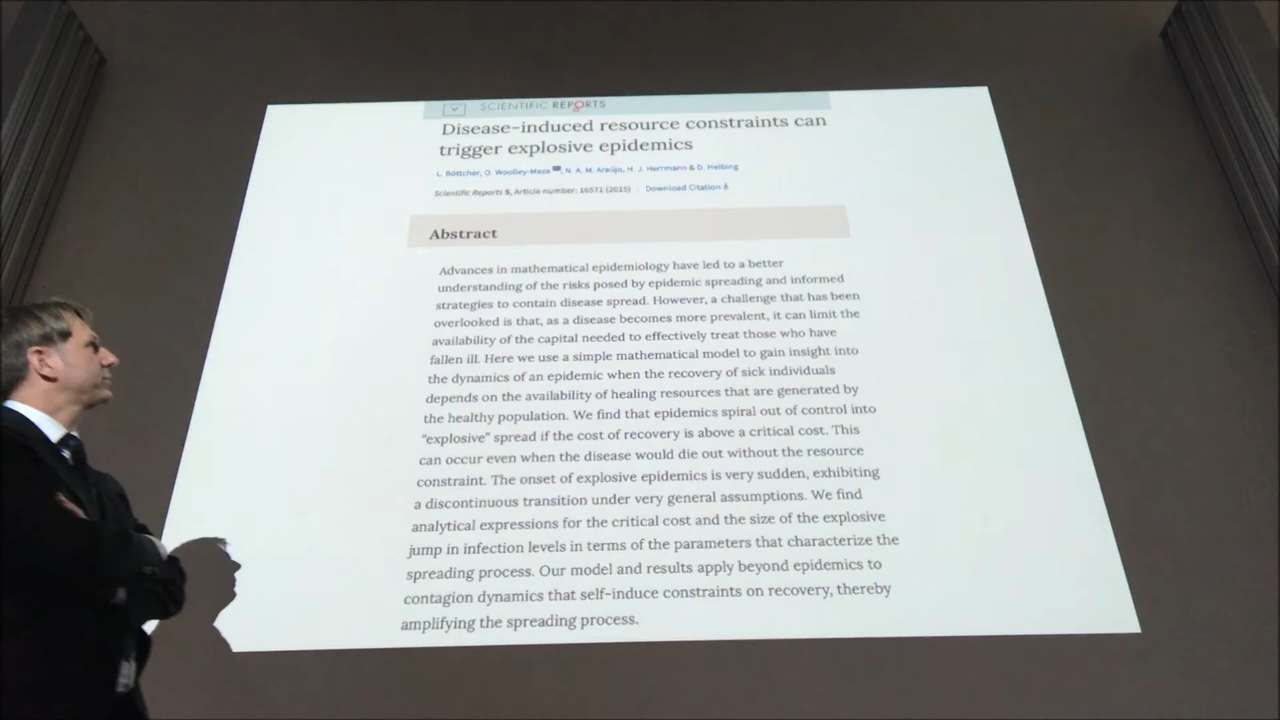 SCIENTIFIC REPORTS
Disease-induced resource constraints can
trigger explosive epidemics
L. Böttcher, O. Woolley-Meza, N. A. M. Araújo, H. J. Herrmann & D. Helbing
Scientific Reports 5, Article number: 16571 (2015) | Download Citation
Abstract
Advances in mathematical epidemiology have led to a better
understanding of the risks posed by epidemic spreading and informed
strategies to contain disease spread. However, a challenge that has been
overlooked is that, as a disease becomes more prevalent, it can limit the
availability of the capital needed to effectively treat those who have
fallen ill. Here we use a simple mathematical model to gain insight into
the dynamics of an epidemic when the recovery of sick individuals
depends on the availability of healing resources that are generated by
the healthy population. We find that epidemics spiral out of control into
“explosive” spread if the cost of recovery is above a critical cost. This
can occur even when the disease would die out without the resource
constraint. The onset of explosive epidemics is very sudden, exhibiting
a discontinuous transition under very general assumptions. We find
analytical expressions for the critical cost and the size of the explosive
jump in infection levels in terms of the parameters that characterize the
spreading process. Our model and results apply beyond epidemics to
contagion dynamics that self-induce constraints on recovery, thereby
amplifying the spreading process.